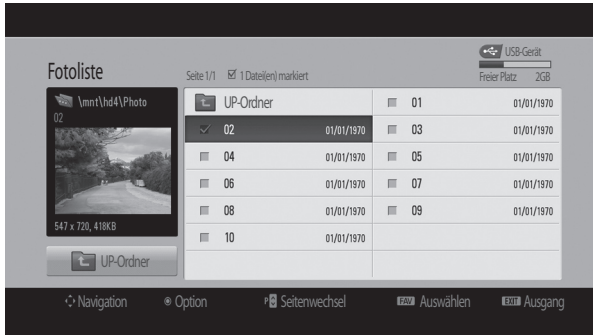 USB-Gerät
Fotoliste
Seite 1/1 1 Datei(en) markiert
Freier Platz 2GB
\mnt\hd4\Photo
02
547 x 720, 418KB
UP-Ordner
UP-Ordner
01 01/01/1970
02 01/01/1970
03 01/01/1970
04 01/01/1970
05 01/01/1970
06 01/01/1970
07 01/01/1970
08 01/01/1970
09 01/01/1970
10 01/01/1970
Navigation Option P Seitenwechsel FAV Auswählen EXIT Ausgang